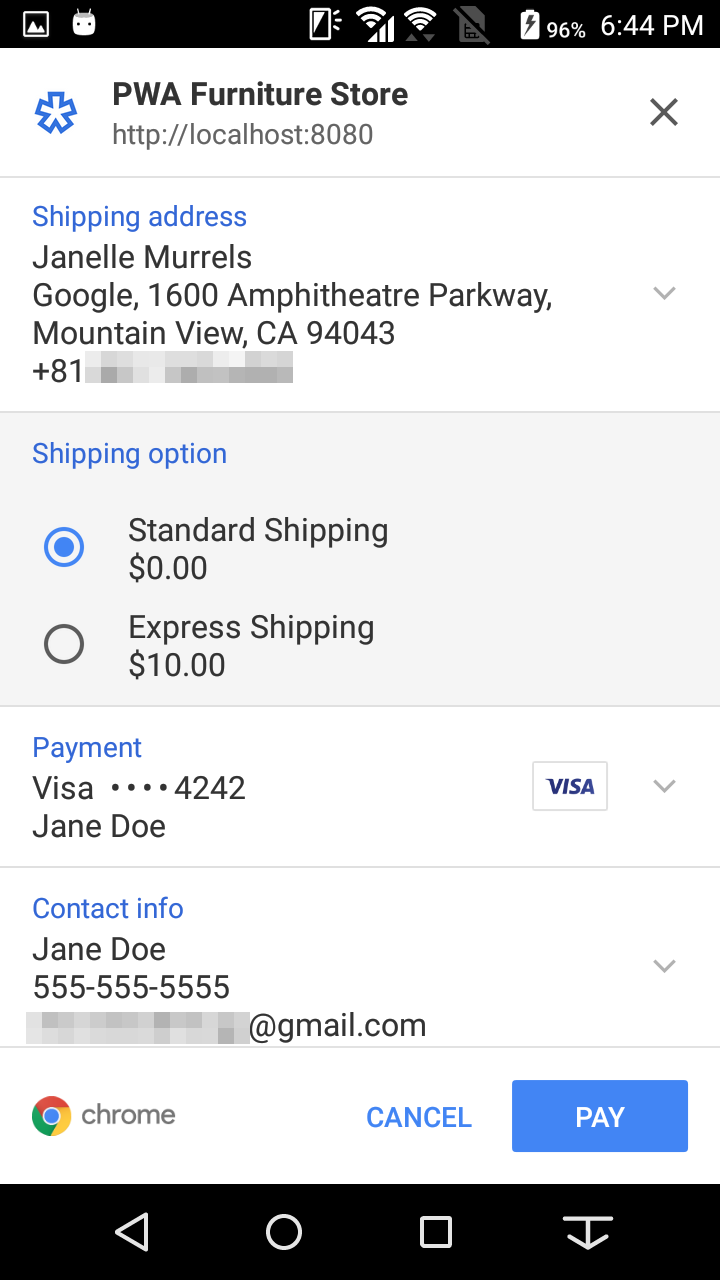 96% 6:44 PM
PWA Furniture Store
http://localhost:8080
Shipping address
Janelle Murrels
Google, 1600 Amphitheatre Parkway,
Mountain View, CA 94043
+81
Shipping option
Standard Shipping
$0.00
Express Shipping
$10.00
Payment
Visa ····4242
VISA
Jane Doe
Contact info
Jane Doe
555-555-5555
@gmail.com
chrome CANCEL PAY